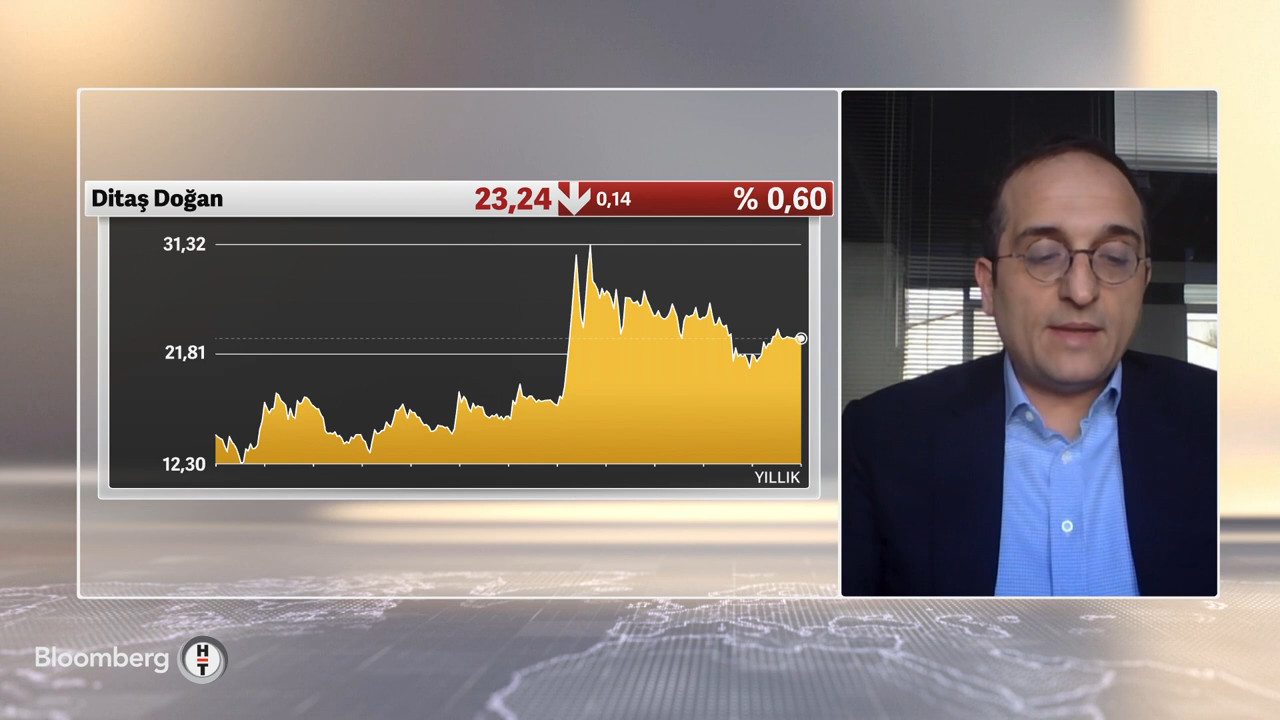 Ditaş Doğan 23,24 0,14 % 0,60
31,32
21,81
12,30
YILLIK
Bloomberg HT